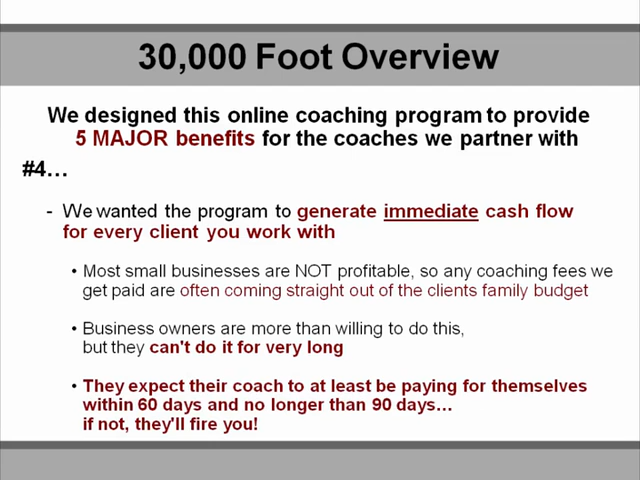 30,000 Foot Overview
We designed this online coaching program to provide
5 MAJOR benefits for the coaches we partner with
#4...
- We wanted the program to generate immediate cash flow
for every client you work with
• Most small businesses are NOT profitable, so any coaching fees we
get paid are often coming straight out of the clients family budget
• Business owners are more than willing to do this,
but they can't do it for very long
• They expect their coach to at least be paying for themselves
within 60 days and no longer than 90 days...
if not, they'll fire you!